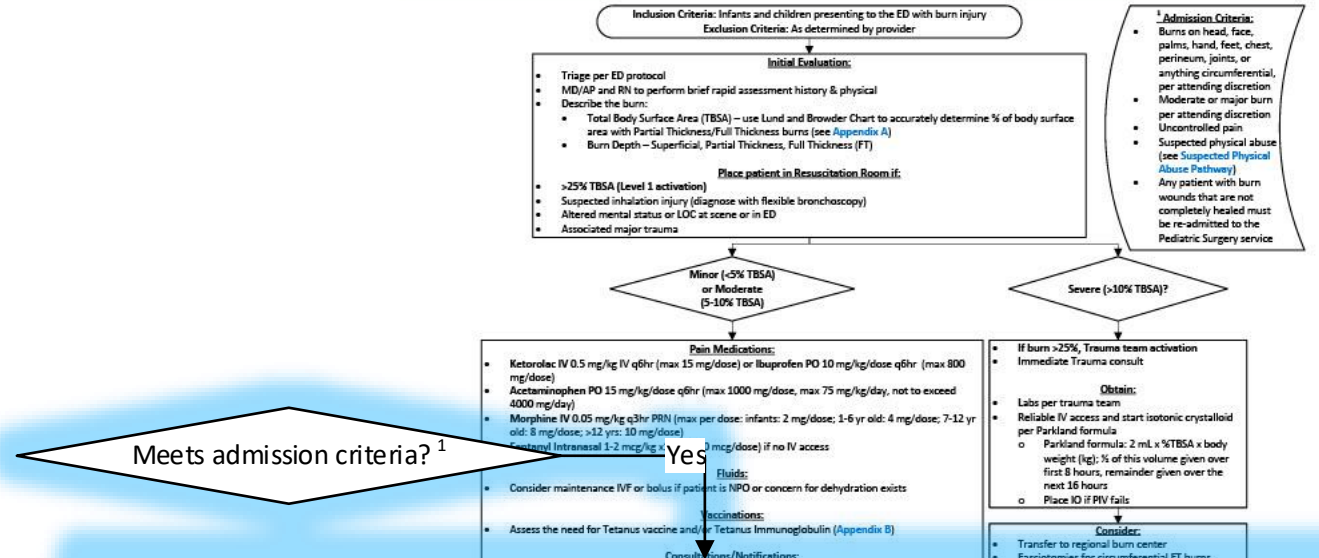 Inclusion Criteria: Infants and children presenting to the ED with burn injury
Exclusion Criteria: As determined by provider
Initial Evaluation:
• Triage per ED protocol
• MD/AP and RN to perform brief rapid assessment history & physical
• Describe the burn:
• Total Body Surface Area (TBSA) – use Lund and Browder Chart to accurately determine % of body surface
area with Partial Thickness/Full Thickness burns (see Appendix A)
• Burn Depth – Superficial, Partial Thickness, Full Thickness (FT)
Place patient in Resuscitation Room if:
• >25% TBSA (Level 1 activation)
• Suspected inhalation injury (diagnose with flexible bronchoscopy)
• Altered mental status or LOC at scene or in ED
• Associated major trauma
1 Admission Criteria:
• Burns on head, face,
palms, hand, feet, chest,
perineum, joints, or
anything circumferential,
per attending discretion
• Moderate or major burn
per attending discretion
• Uncontrolled pain
• Suspected physical abuse
(see Suspected Physical
Abuse Pathway)
• Any patient with burn
wounds that are not
completely healed must
be re-admitted to the
Pediatric Surgery service
Minor (<5% TBSA)
or Moderate
(5-10% TBSA)
Severe (>10% TBSA)?
Pain Medications:
• Ketorolac IV 0.5 mg/kg IV q6hr (max 15 mg/dose) or Ibuprofen PO 10 mg/kg/dose q6hr (max 800
mg/dose)
• Acetaminophen PO 15 mg/kg/dose q6hr (max 1000 mg/dose, max 75 mg/kg/day, not to exceed
4000 mg/day)
• Morphine IV 0.05 mg/kg q3hr PRN (max per dose: infants: 2 mg/dose; 1-6 yr old: 4 mg/dose; 7-12 yr
old: 8 mg/dose; >12 yrs: 10 mg/dose)
Fentanyl Intranasal 1-2 mcg/kg x 0 mcg/dose) if no IV access
Fluids:
• Consider maintenance IVF or bolus if patient is NPO or concern for dehydration exists
Vaccinations:
• Assess the need for Tetanus vaccine and/or Tetanus Immunoglobulin (Appendix B)
Consultations/Notifications:
• If burn >25%, Trauma team activation
• Immediate Trauma consult
Obtain:
• Labs per trauma team
• Reliable IV access and start isotonic crystalloid
per Parkland formula
o Parkland formula: 2 mL x %TBSA x body
weight (kg); ½ of this volume given over
first 8 hours, remainder given over the
next 16 hours
o Place IO if PIV fails
Consider:
• Transfer to regional burn center
• Fasciotomies for circumferential FT burns
Meets admission criteria? 1
Yes